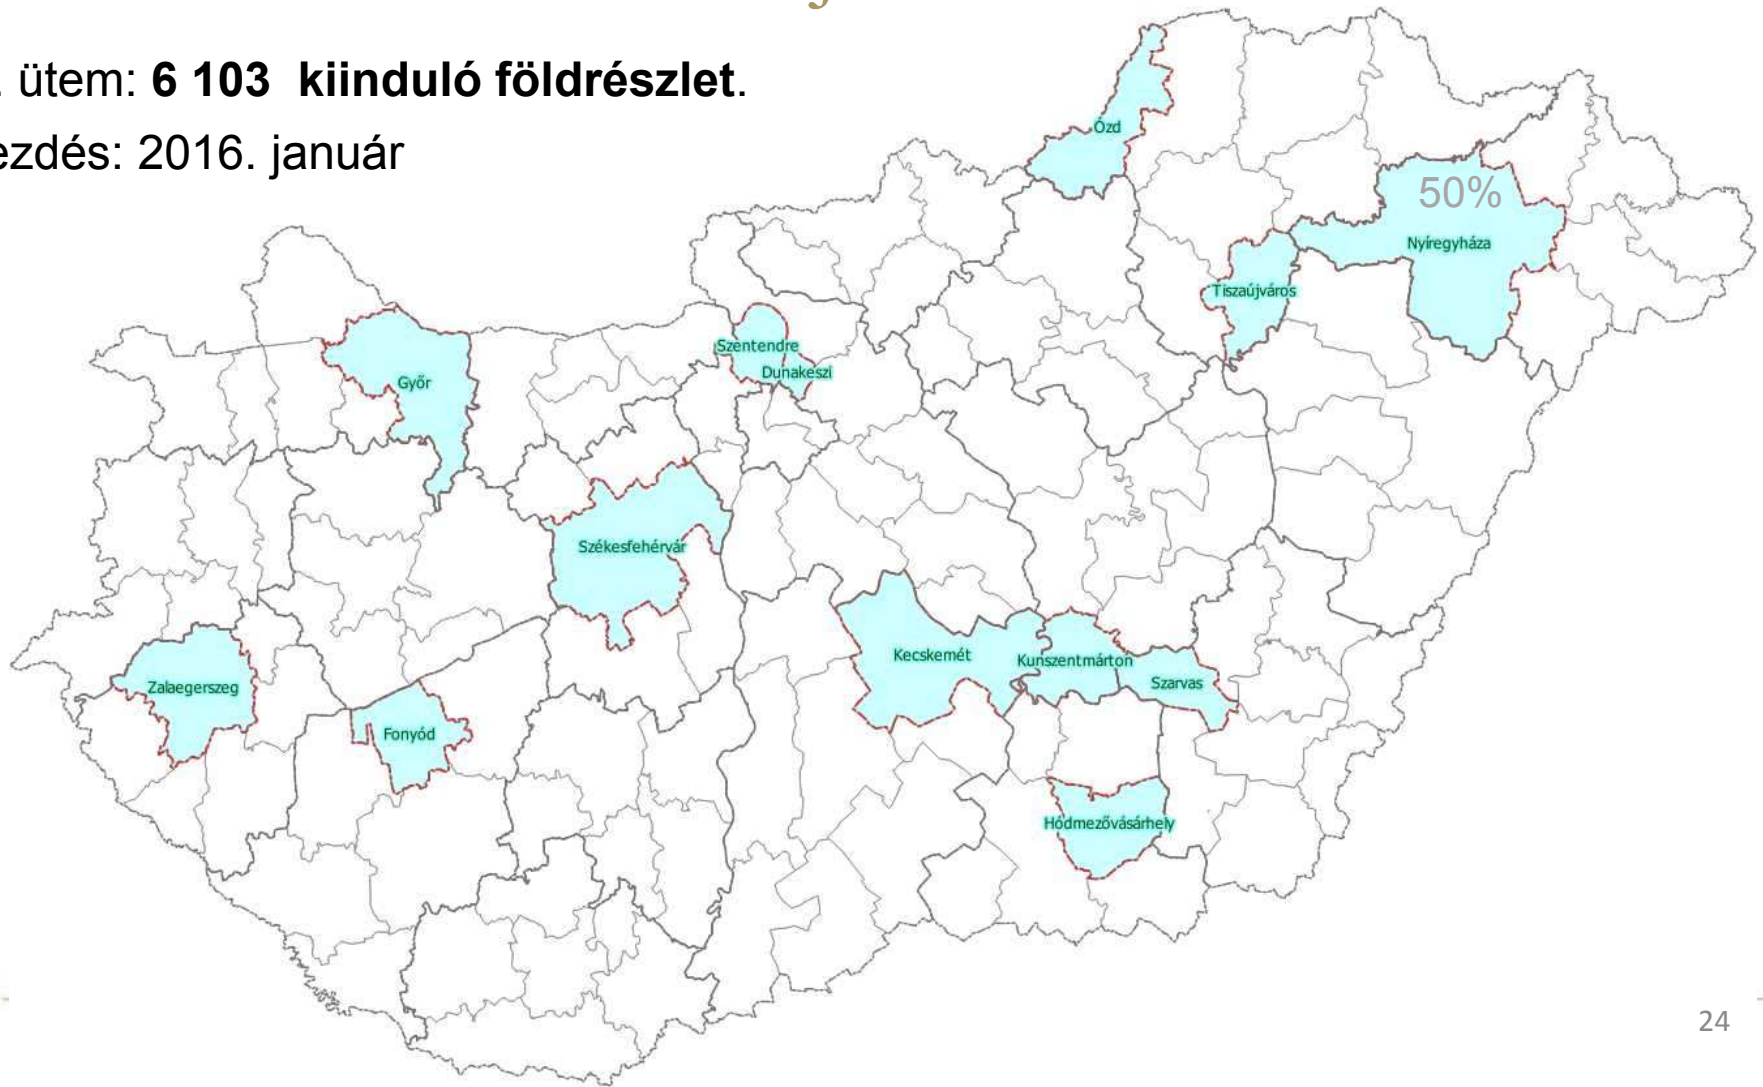 ütem: 6 103 kiinduló földrészlet.
ezdés: 2016. január
Ózd
50%
Nyíregyháza
Tiszaújváros
Szentendre
Dunakeszi
Győr
Székesfehérvár
Kecskemét
Kunszentmárton
Szarvas
Zalaegerszeg
Fonyód
Hódmezővásárhely
24